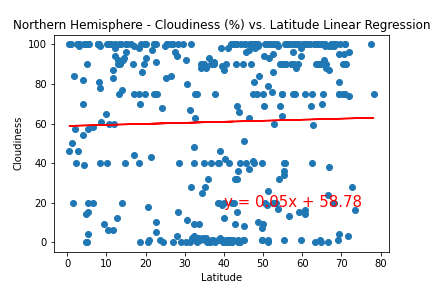 Northern Hemisphere - Cloudiness (%) vs. Latitude Linear Regression
100
80
60
40
20
0
Cloudiness
y = 0.05x + 58.78
0 10 20 30 40 50 60 70 80
Latitude